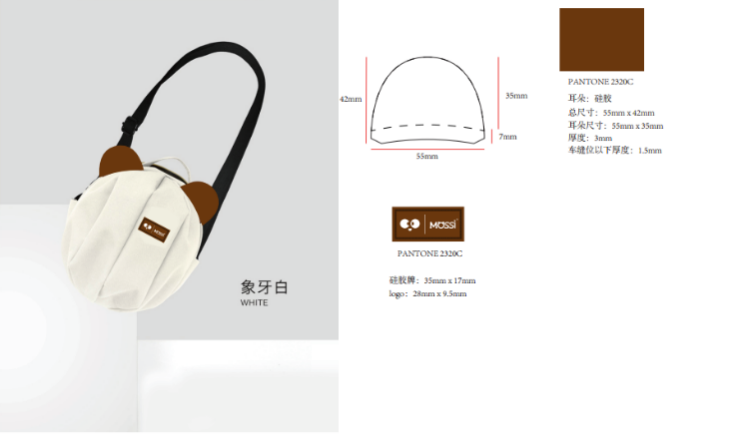 象牙白
WHITE
42mm
35mm
7mm
55mm
PANTONE 2320C
耳朵：硅胶
总尺寸：55mm x 42mm
耳朵尺寸：55mm x 35mm
厚度：3mm
车缝位以下厚度：1.5mm
MOSSI
PANTONE 2320C
硅胶牌：35mm x 17mm
logo：28mm x 9.5mm